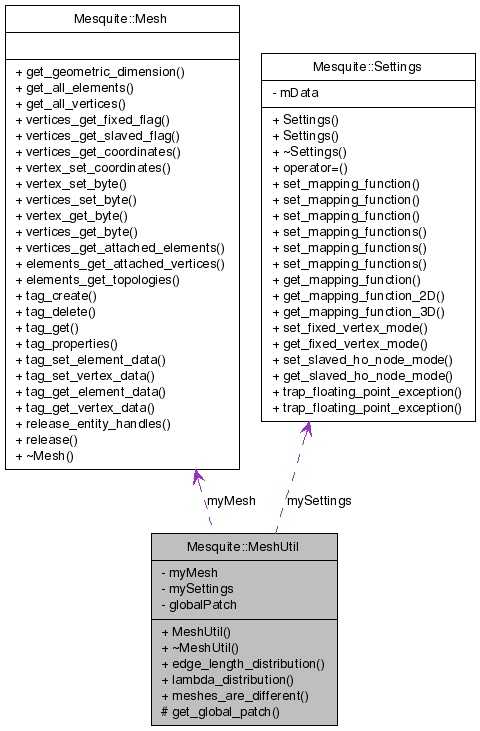 Mesquite::Mesh
+ get_geometric_dimension()
+ get_all_elements()
+ get_all_vertices()
+ vertices_get_fixed_flag()
+ vertices_get_slaved_flag()
+ vertices_get_coordinates()
+ vertex_set_coordinates()
+ vertex_set_byte()
+ vertices_set_byte()
+ vertex_get_byte()
+ vertices_get_byte()
+ vertices_get_attached_elements()
+ elements_get_attached_vertices()
+ elements_get_topologies()
+ tag_create()
+ tag_delete()
+ tag_get()
+ tag_properties()
+ tag_set_element_data()
+ tag_set_vertex_data()
+ tag_get_element_data()
+ tag_get_vertex_data()
+ release_entity_handles()
+ release()
+ ~Mesh()
Mesquite::Settings
- mData
+ Settings()
+ Settings()
+ ~Settings()
+ operator=()
+ set_mapping_function()
+ set_mapping_function()
+ set_mapping_function()
+ set_mapping_functions()
+ set_mapping_functions()
+ set_mapping_functions()
+ get_mapping_function()
+ get_mapping_function_2D()
+ get_mapping_function_3D()
+ set_fixed_vertex_mode()
+ get_fixed_vertex_mode()
+ set_slaved_ho_node_mode()
+ get_slaved_ho_node_mode()
+ trap_floating_point_exception()
+ trap_floating_point_exception()
myMesh
mySettings
Mesquite::MeshUtil
- myMesh
- mySettings
- globalPatch
+ MeshUtil()
+ ~MeshUtil()
+ edge_length_distribution()
+ lambda_distribution()
+ meshes_are_different()
# get_global_patch()